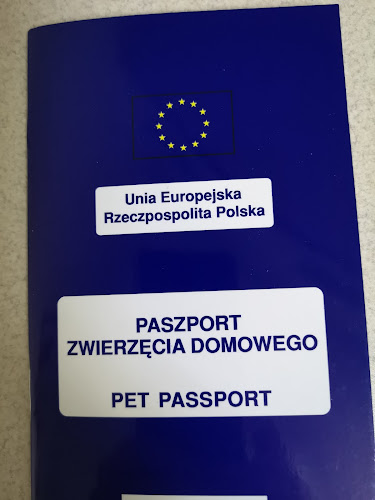 Unia Europejska
Rzeczpospolita Polska
PASZPORT
ZWIERZĘCIA DOMOWEGO
PET PASSPORT